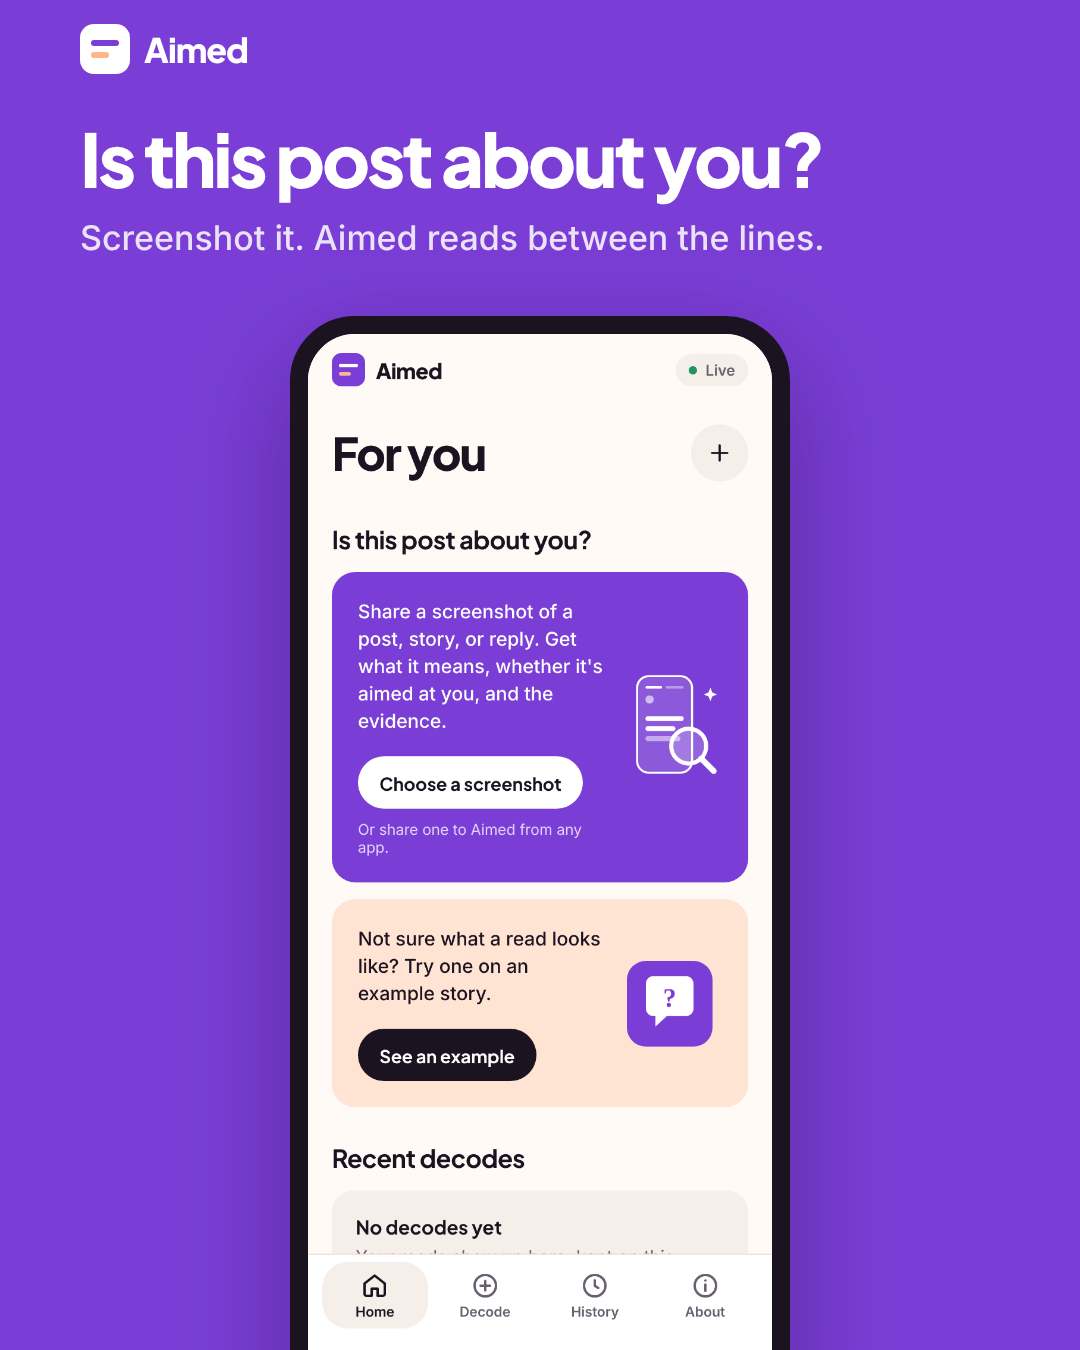 Aimed
Is this post about you?
Screenshot it. Aimed reads between the lines.
Aimed
Live
For you
Is this post about you?
Share a screenshot of a
post, story, or reply. Get
what it means, whether it's
aimed at you, and the
evidence.
Choose a screenshot
Or share one to Aimed from any
app.
Not sure what a read looks
like? Try one on an
example story.
?
See an example
Recent decodes
No decodes yet
Home
Decode
History
About